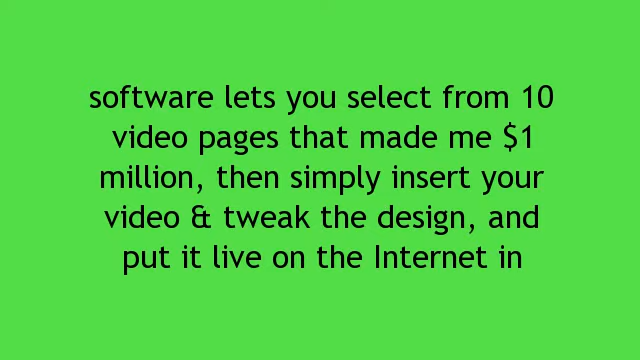 software lets you select from 10
video pages that made me $1
million, then simply insert your
video & tweak the design, and
put it live on the Internet in